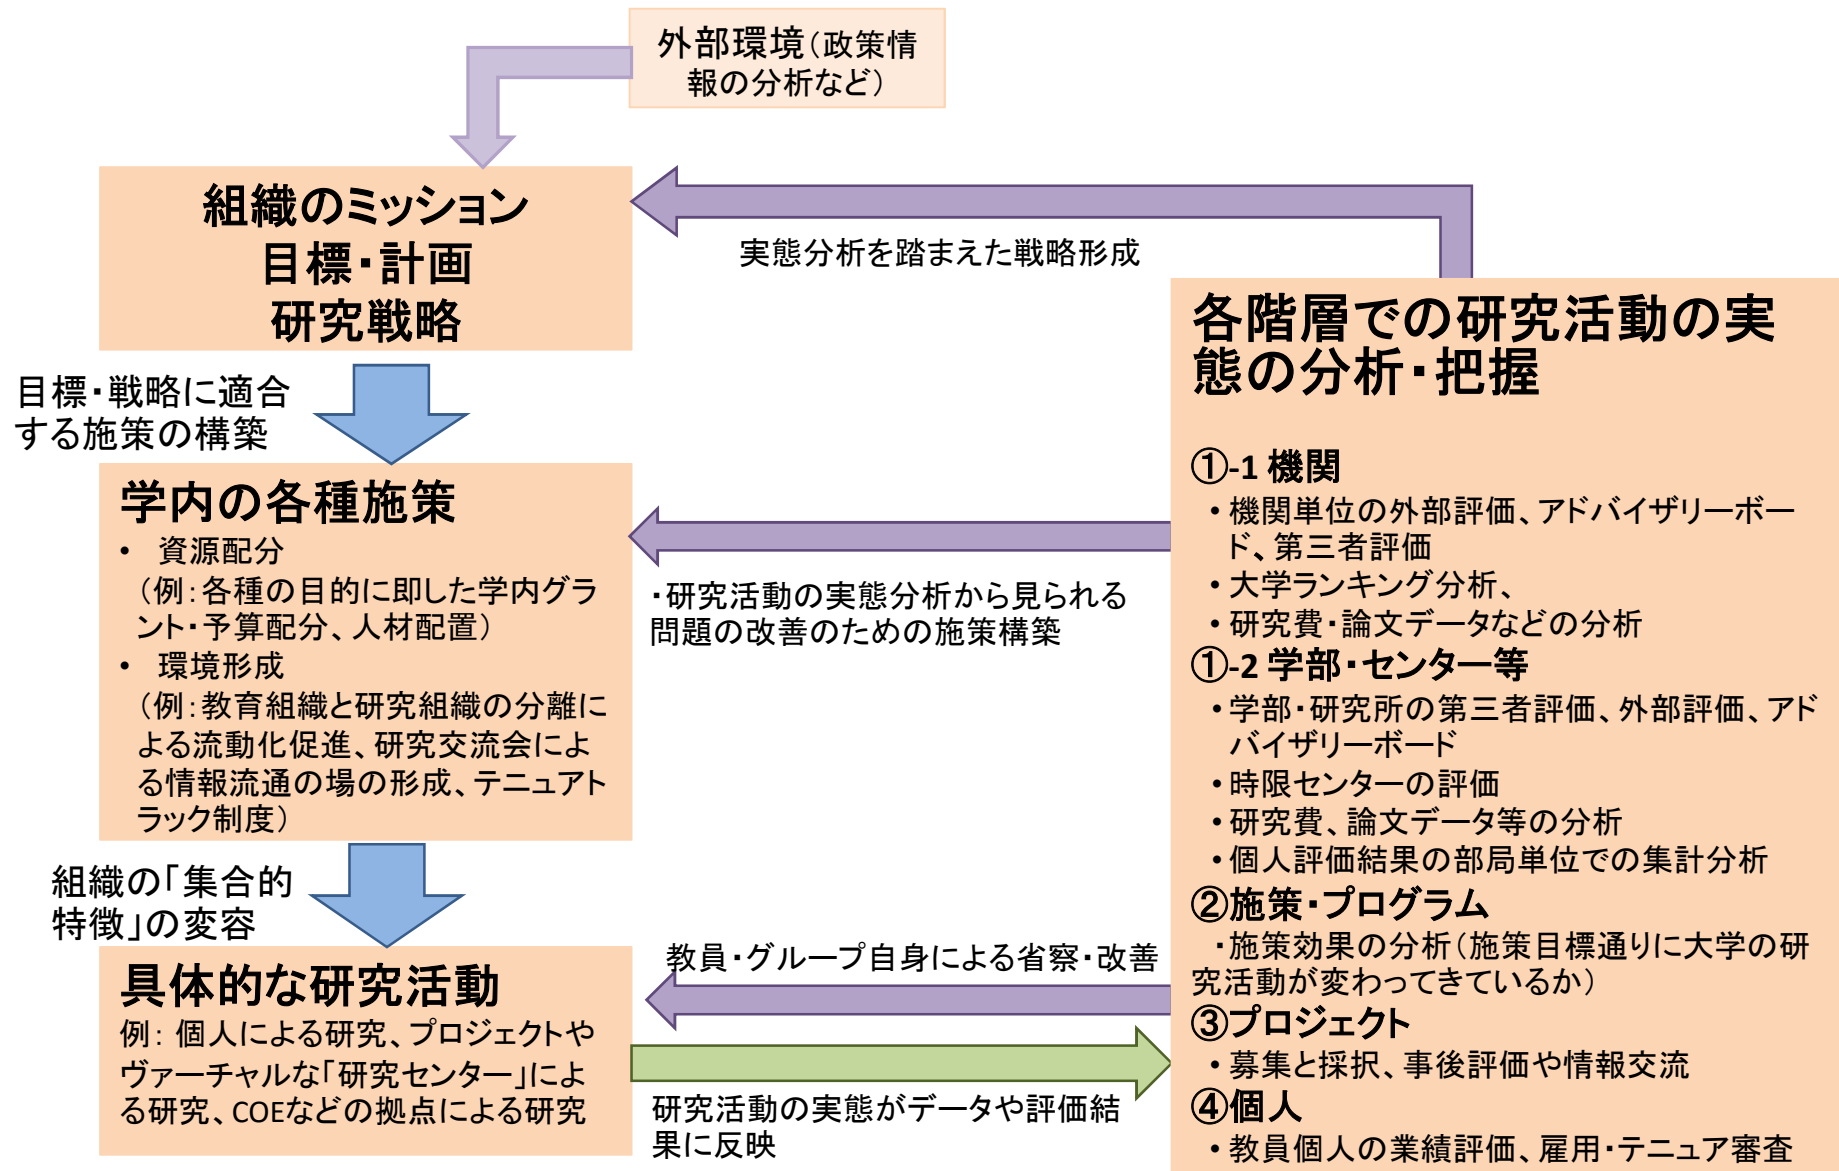 外部環境(政策情
報の分析など)
組織のミッション
目標・計画
研究戦略
実態分析を踏まえた戦略形成
目標・戦略に適合
する施策の構築
学内の各種施策
• 資源配分
(例:各種の目的に即した学内グラ
ント・予算配分、人材配置)
• 環境形成
(例:教育組織と研究組織の分離に
よる流動化促進、研究交流会によ
る情報流通の場の形成、テニュアト
ラック制度)
・研究活動の実態分析から見られる
問題の改善のための施策構築
組織の「集合的
特徴」の変容
具体的な研究活動
例: 個人による研究、プロジェクトや
ヴァーチャルな「研究センター」によ
る研究、COEなどの拠点による研究
教員・グループ自身による省察・改善
研究活動の実態がデータや評価結
果に反映
各階層での研究活動の実
態の分析・把握
①-1 機関
• 機関単位の外部評価、アドバイザリーボー
ド、第三者評価
• 大学ランキング分析、
• 研究費・論文データなどの分析
①-2 学部・センター等
• 学部・研究所の第三者評価、外部評価、アド
バイザリーボード
• 時限センターの評価
• 研究費、論文データ等の分析
• 個人評価結果の部局単位での集計分析
②施策・プログラム
・施策効果の分析(施策目標通りに大学の研
究活動が変わってきているか)
③プロジェクト
• 募集と採択、事後評価や情報交流
④個人
• 教員個人の業績評価、雇用・テニュア審査